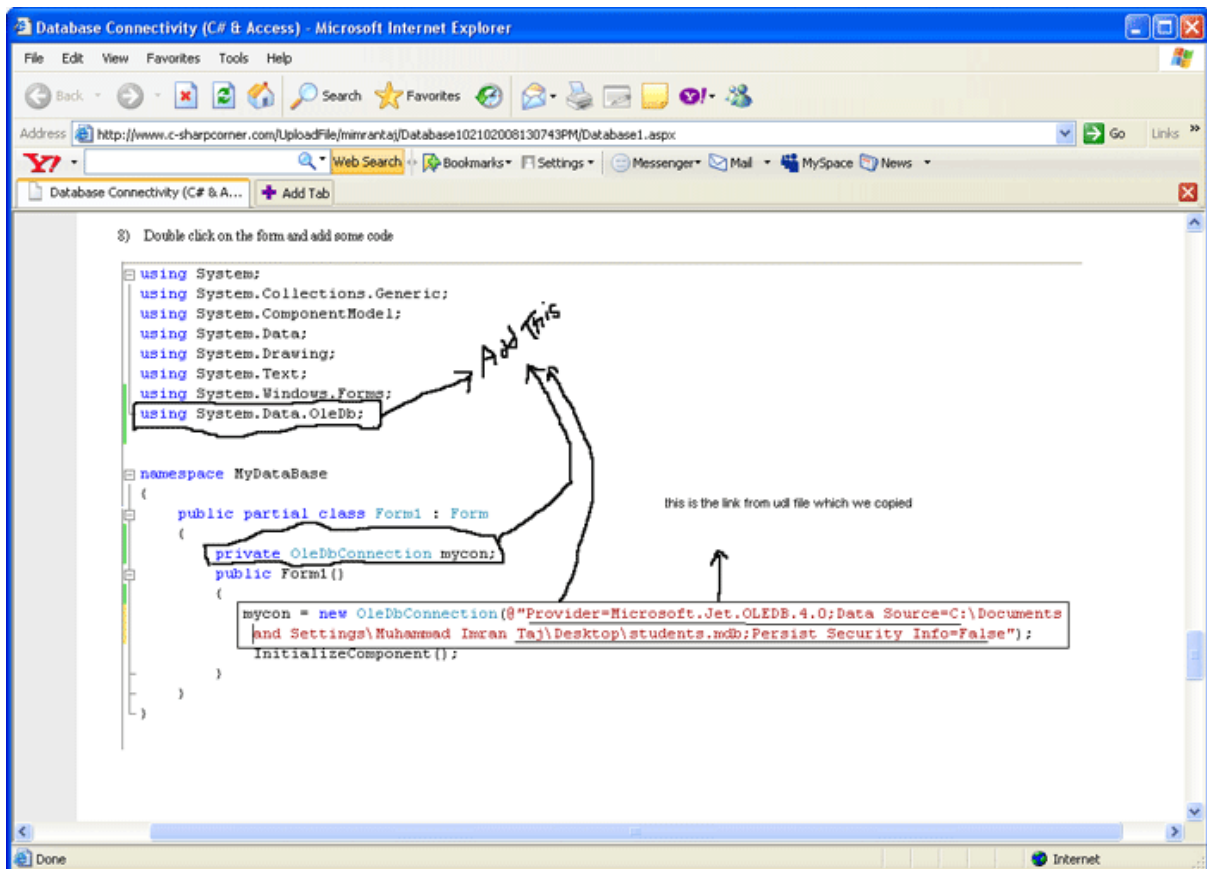 Database Connectivity (C# & Access) - Microsoft Internet Explorer
File Edit View Favorites Tools Help
Back Search Favorites
Address http://www.c-sharpcorner.com/UploadFile/mimrantaj/Database102102008130743PM/Database1.aspx Go Links »
Y! Web Search Bookmarks Settings Messenger Mail MySpace News
Database Connectivity (C# & A... Add Tab
8) Double click on the form and add some code
using System;
using System.Collections.Generic;
using System.ComponentModel;
using System.Data;
using System.Drawing;
using System.Text;
using System.Windows.Forms;
using System.Data.OleDb;
Add This
namespace MyDataBase
{
this is the link from udl file which we copied
public partial class Form1 : Form
{
private OleDbConnection mycon;
public Form1()
{
mycon = new OleDbConnection(@"Provider=Microsoft.Jet.OLEDB.4.0;Data Source=C:\Documents
and Settings\Muhammad Imran Taj\Desktop\students.mdb;Persist Security Info=False");
InitializeComponent();
}
}
}
Done Internet